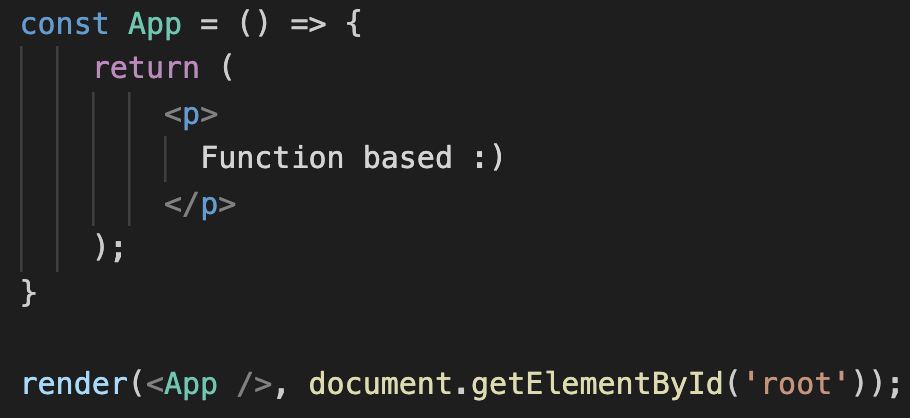 const App = () => {
    return (
        <p>
          Function based :)
        </p>
    );
}

render(<App />, document.getElementById('root'));